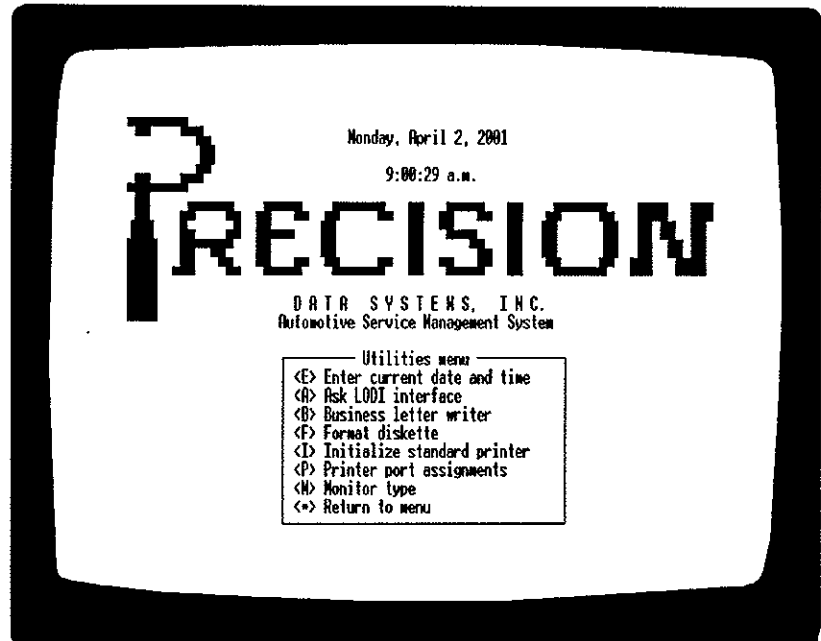 Monday, April 2, 2001
9:00:29 a.m.
PRECISION
DATA SYSTEMS, INC.
Automotive Service Management System
Utilities menu
<E> Enter current date and time
<A> Ask LODI interface
<B> Business letter writer
<F> Format diskette
<I> Initialize standard printer
<P> Printer port assignments
<M> Monitor type
<*> Return to menu